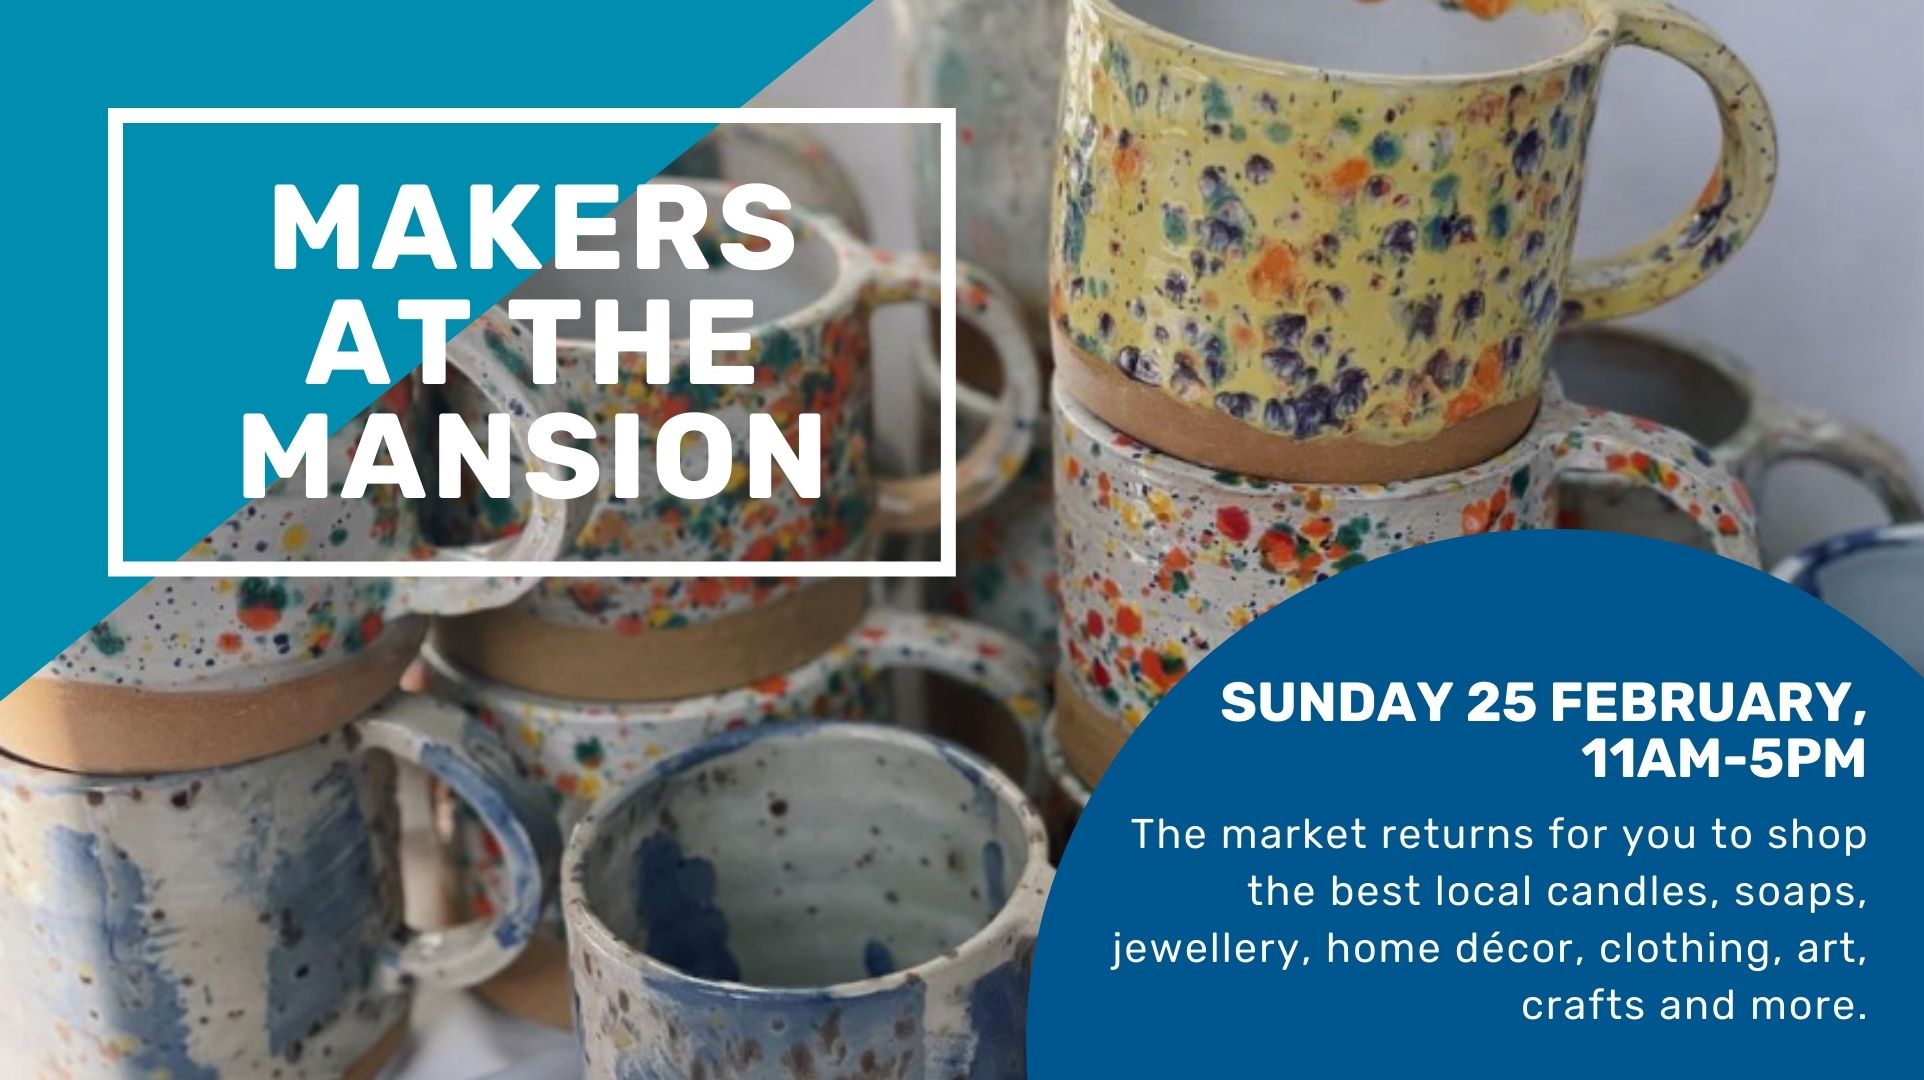 MAKERS
AT THE
MANSION
SUNDAY 25 FEBRUARY,
11AM-5PM
The market returns for you to shop
the best local candles, soaps,
jewellery, home décor, clothing, art,
crafts and more.